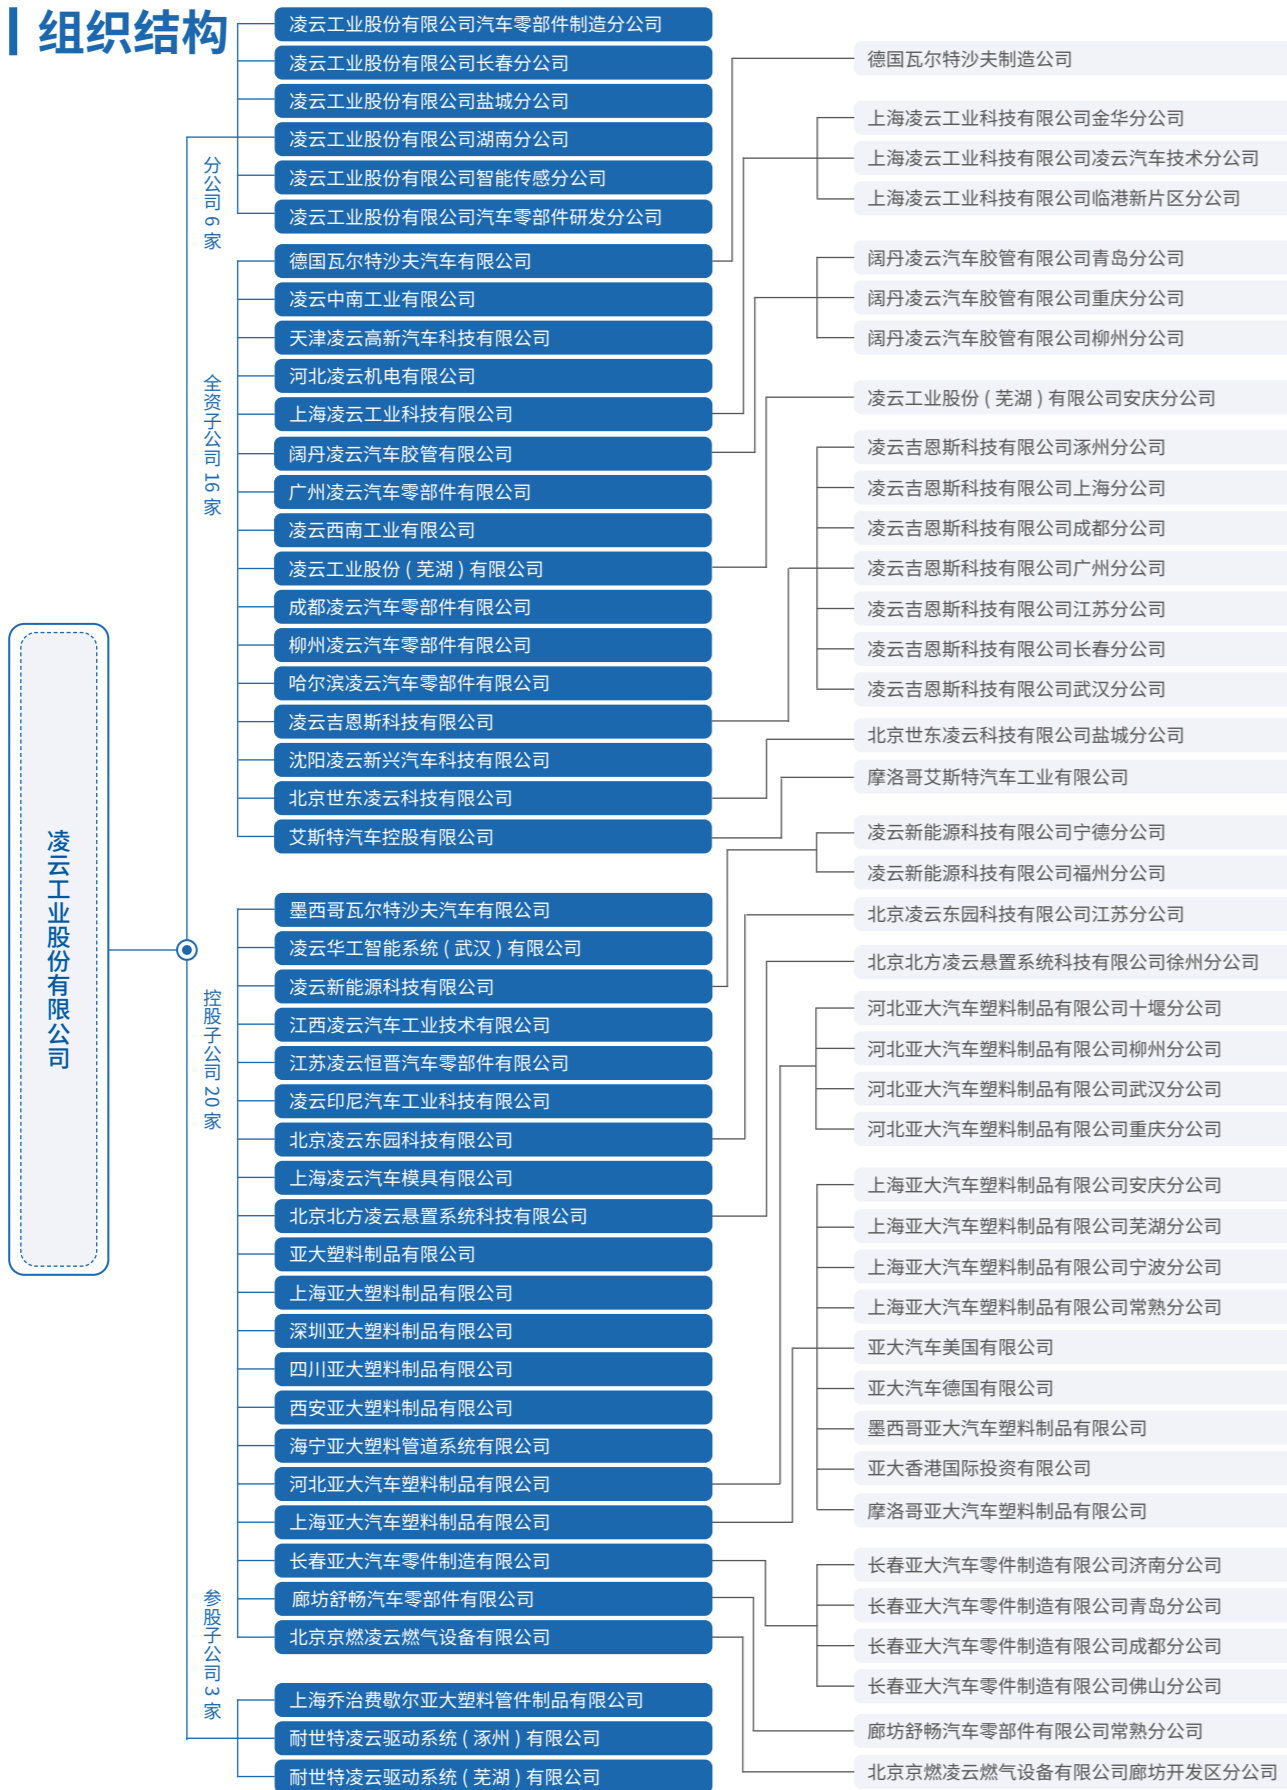 组织结构
凌云工业股份有限公司
分公司 6 家
凌云工业股份有限公司汽车零部件制造分公司
凌云工业股份有限公司长春分公司
凌云工业股份有限公司盐城分公司
凌云工业股份有限公司湖南分公司
凌云工业股份有限公司智能传感分公司
凌云工业股份有限公司汽车零部件研发分公司
全资子公司 16 家
德国瓦尔特沙夫汽车有限公司
凌云中南工业有限公司
天津凌云高新汽车科技有限公司
河北凌云机电有限公司
上海凌云工业科技有限公司
阔丹凌云汽车胶管有限公司
广州凌云汽车零部件有限公司
凌云西南工业有限公司
凌云工业股份 ( 芜湖 ) 有限公司
成都凌云汽车零部件有限公司
柳州凌云汽车零部件有限公司
哈尔滨凌云汽车零部件有限公司
凌云吉恩斯科技有限公司
沈阳凌云新兴汽车科技有限公司
北京世东凌云科技有限公司
艾斯特汽车控股有限公司
控股子公司 20 家
墨西哥瓦尔特沙夫汽车有限公司
凌云华工智能系统 ( 武汉 ) 有限公司
凌云新能源科技有限公司
江西凌云汽车工业技术有限公司
江苏凌云恒晋汽车零部件有限公司
凌云印尼汽车工业科技有限公司
北京凌云东园科技有限公司
上海凌云汽车模具有限公司
北京北方凌云悬置系统科技有限公司
亚大塑料制品有限公司
上海亚大塑料制品有限公司
深圳亚大塑料制品有限公司
四川亚大塑料制品有限公司
西安亚大塑料制品有限公司
海宁亚大塑料管道系统有限公司
河北亚大汽车塑料制品有限公司
上海亚大汽车塑料制品有限公司
长春亚大汽车零件制造有限公司
廊坊舒畅汽车零部件有限公司
北京京燃凌云燃气设备有限公司
参股子公司 3 家
上海乔治费歇尔亚大塑料管件制品有限公司
耐世特凌云驱动系统 ( 涿州 ) 有限公司
耐世特凌云驱动系统 ( 芜湖 ) 有限公司
德国瓦尔特沙夫制造公司
上海凌云工业科技有限公司金华分公司
上海凌云工业科技有限公司凌云汽车技术分公司
上海凌云工业科技有限公司临港新片区分公司
阔丹凌云汽车胶管有限公司青岛分公司
阔丹凌云汽车胶管有限公司重庆分公司
阔丹凌云汽车胶管有限公司柳州分公司
凌云工业股份 ( 芜湖 ) 有限公司安庆分公司
凌云吉恩斯科技有限公司涿州分公司
凌云吉恩斯科技有限公司上海分公司
凌云吉恩斯科技有限公司成都分公司
凌云吉恩斯科技有限公司广州分公司
凌云吉恩斯科技有限公司江苏分公司
凌云吉恩斯科技有限公司长春分公司
凌云吉恩斯科技有限公司武汉分公司
北京世东凌云科技有限公司盐城分公司
摩洛哥艾斯特汽车工业有限公司
凌云新能源科技有限公司宁德分公司
凌云新能源科技有限公司福州分公司
北京凌云东园科技有限公司江苏分公司
北京北方凌云悬置系统科技有限公司徐州分公司
河北亚大汽车塑料制品有限公司十堰分公司
河北亚大汽车塑料制品有限公司柳州分公司
河北亚大汽车塑料制品有限公司武汉分公司
河北亚大汽车塑料制品有限公司重庆分公司
上海亚大汽车塑料制品有限公司安庆分公司
上海亚大汽车塑料制品有限公司芜湖分公司
上海亚大汽车塑料制品有限公司宁波分公司
上海亚大汽车塑料制品有限公司常熟分公司
亚大汽车美国有限公司
亚大汽车德国有限公司
墨西哥亚大汽车塑料制品有限公司
亚大香港国际投资有限公司
摩洛哥亚大汽车塑料制品有限公司
长春亚大汽车零件制造有限公司济南分公司
长春亚大汽车零件制造有限公司青岛分公司
长春亚大汽车零件制造有限公司成都分公司
长春亚大汽车零件制造有限公司佛山分公司
廊坊舒畅汽车零部件有限公司常熟分公司
北京京燃凌云燃气设备有限公司廊坊开发区分公司